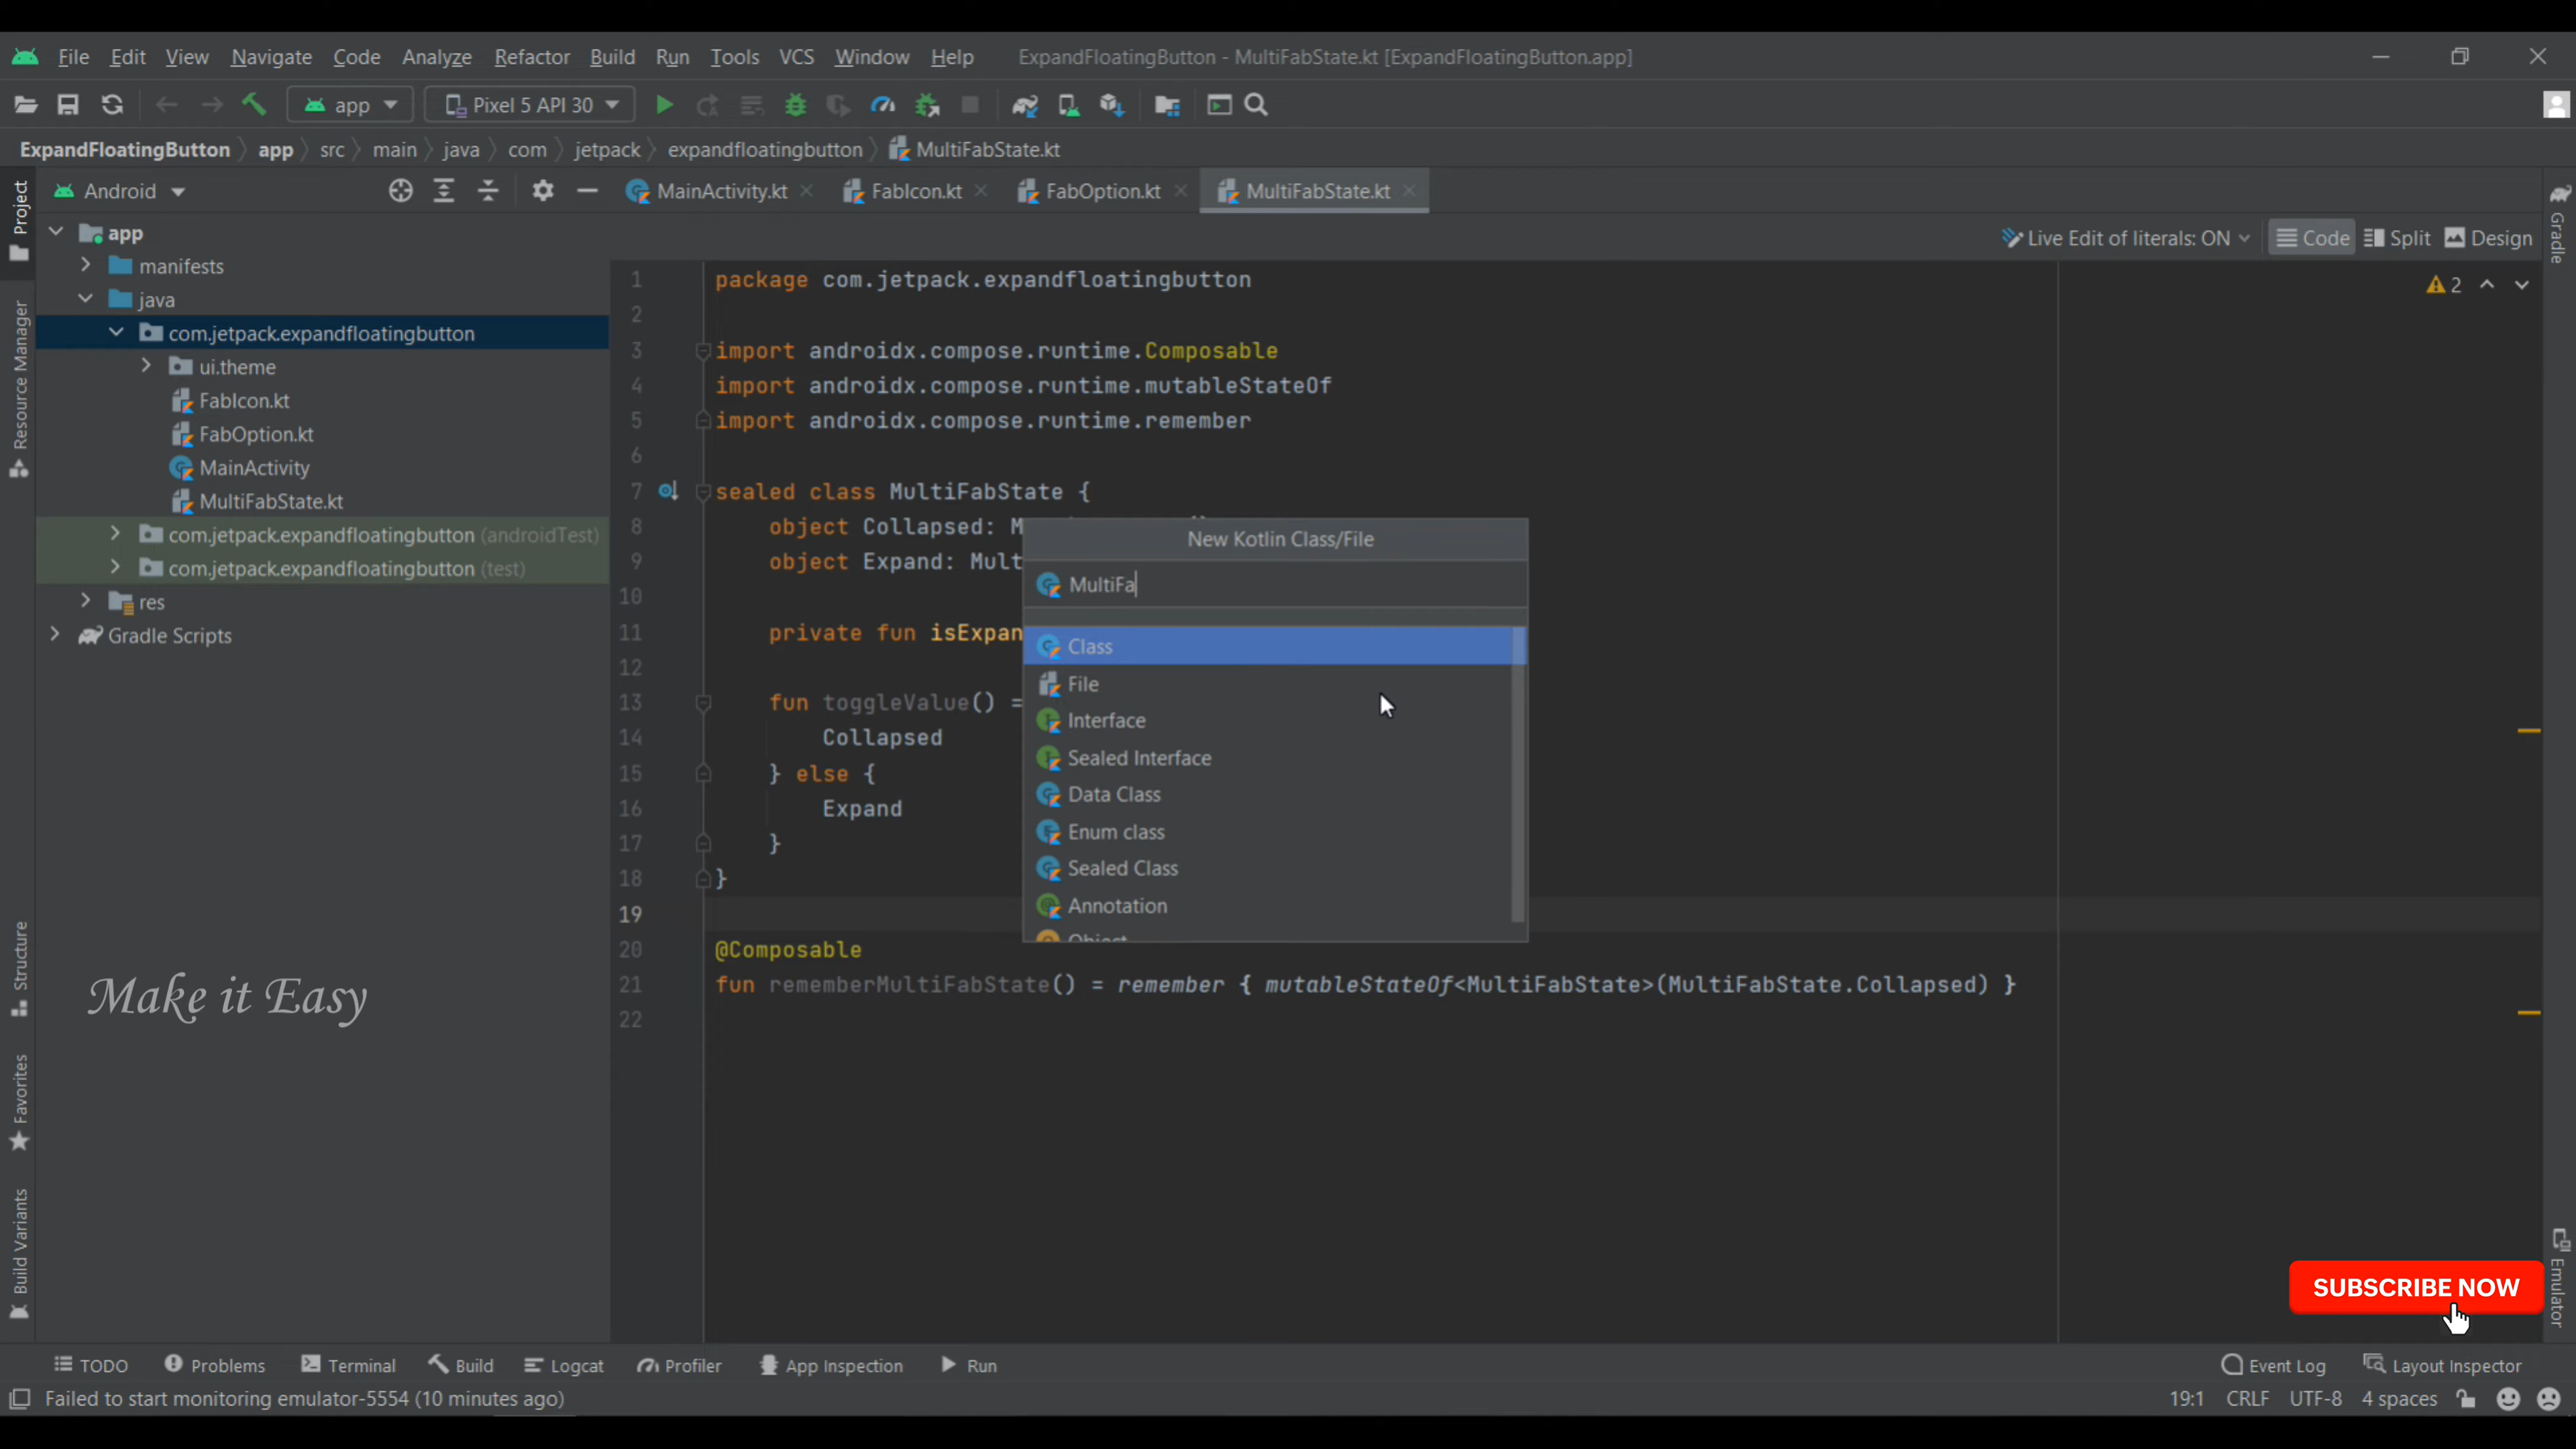 File Edit View Navigate Code Analyze Refactor Build Run Tools VCS Window Help ExpandFloatingButton - MultiFabState.kt [ExpandFloatingButton.app]
app Pixel 5 API 30
ExpandFloatingButton app src main java com jetpack expandfloatingbutton MultiFabState.kt
Android MainActivity.kt FabIcon.kt FabOption.kt MultiFabState.kt
Live Edit of literals: ON Code Split Design
Project
Resource Manager
Structure
Favorites
Build Variants
Gradle
Emulator
app
manifests
java
com.jetpack.expandfloatingbutton
ui.theme
FabIcon.kt
FabOption.kt
MainActivity
MultiFabState.kt
com.jetpack.expandfloatingbutton (androidTest)
com.jetpack.expandfloatingbutton (test)
res
Gradle Scripts
Make it Easy
2
1 package com.jetpack.expandfloatingbutton
2
3 import androidx.compose.runtime.Composable
4 import androidx.compose.runtime.mutableStateOf
5 import androidx.compose.runtime.remember
6
7 sealed class MultiFabState {
8 object Collapsed: M
9 object Expand: Mult
10
11 private fun isExpan
12
13 fun toggleValue() =
14 Collapsed
15 } else {
16 Expand
17 }
18 }
19
20 @Composable
21 fun rememberMultiFabState() = remember { mutableStateOf<MultiFabState>(MultiFabState.Collapsed) }
22
New Kotlin Class/File
MultiFa
Class
File
Interface
Sealed Interface
Data Class
Enum class
Sealed Class
Annotation
Object
SUBSCRIBE NOW
TODO Problems Terminal Build Logcat Profiler App Inspection Run Event Log Layout Inspector
Failed to start monitoring emulator-5554 (10 minutes ago) 19:1 CRLF UTF-8 4 spaces